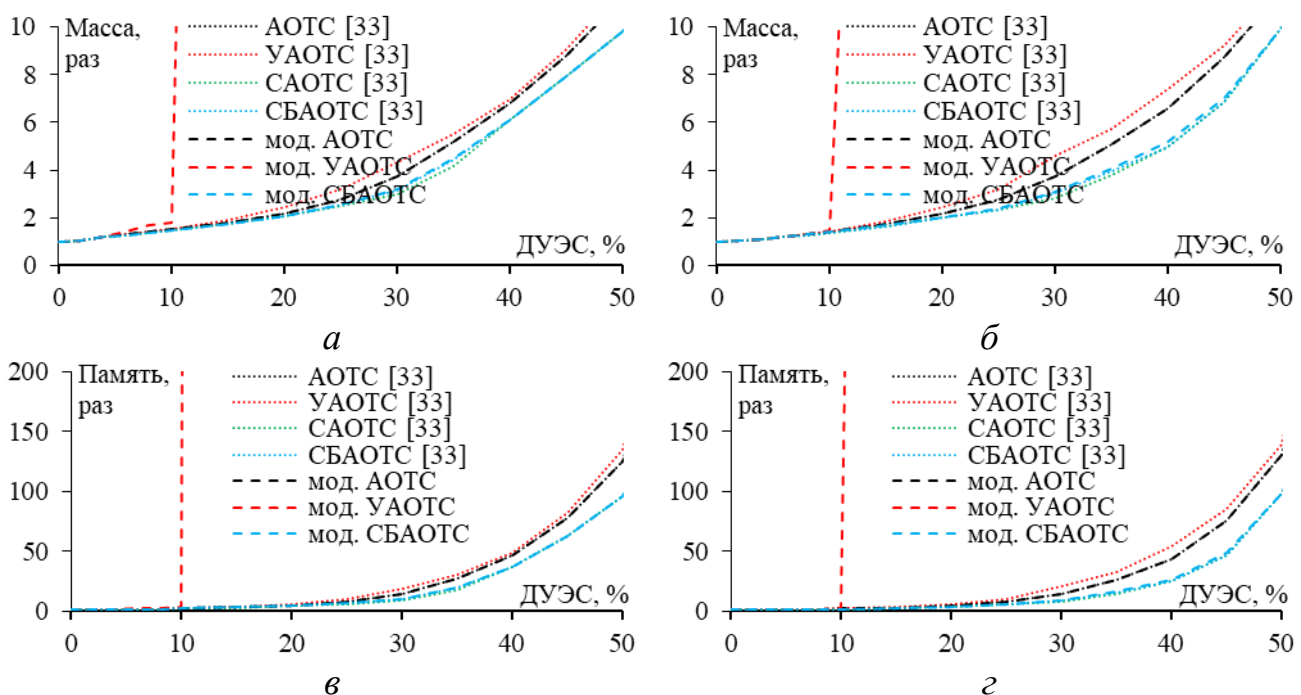 Масса,
раз
10
8
6
4
2
0
АОТС [33]
УАОТС [33]
САОТС [33]
СБАОТС [33]
мод. АОТС
мод. УАОТС
мод. СБАОТС
ДУЭС, %
0 10 20 30 40 50
а
Масса,
раз
10
8
6
4
2
0
АОТС [33]
УАОТС [33]
САОТС [33]
СБАОТС [33]
мод. АОТС
мод. УАОТС
мод. СБАОТС
ДУЭС, %
0 10 20 30 40 50
б
Память,
раз
200
150
100
50
0
АОТС [33]
УАОТС [33]
САОТС [33]
СБАОТС [33]
мод. АОТС
мод. УАОТС
мод. СБАОТС
ДУЭС, %
0 10 20 30 40 50
в
Память,
раз
200
150
100
50
0
АОТС [33]
УАОТС [33]
САОТС [33]
СБАОТС [33]
мод. АОТС
мод. УАОТС
мод. СБАОТС
ДУЭС, %
0 10 20 30 40 50
г